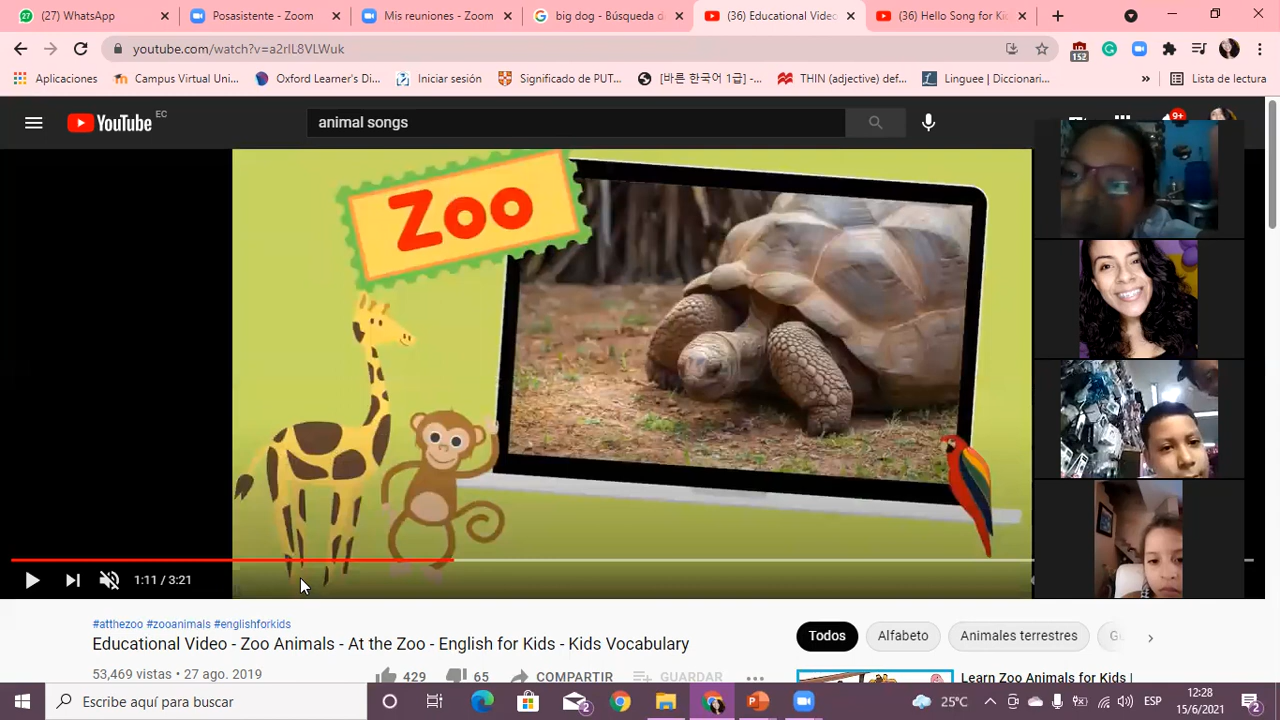 (27) WhatsApp
Posasistente - Zoom
Mis reuniones - Zoom
big dog - Búsqueda d
(36) Educational Vide
(36) Hello Song for Ki
youtube.com/watch?v=a2rIL8VLWuk
152
Aplicaciones
Campus Virtual Uni...
Oxford Learner's Di...
Iniciar sesión
Significado de PUT...
[바른 한국어1급] -...
THIN (adjective) def...
Linguee | Diccionari...
»
Lista de lectura
YouTube EC
animal songs
9+
Zoo
1:11 / 3:21
#atthezoo #zooanimals #englishforkids
Educational Video - Zoo Animals - At the Zoo - English for Kids - Kids Vocabulary
53,469 vistas • 27 ago. 2019
429
65
COMPARTIR
GUARDAR
Todos
Alfabeto
Animales terrestres
Learn Zoo Animals for Kids |
Escribe aquí para buscar
2
25°C
ESP
12:28
15/6/2021
2